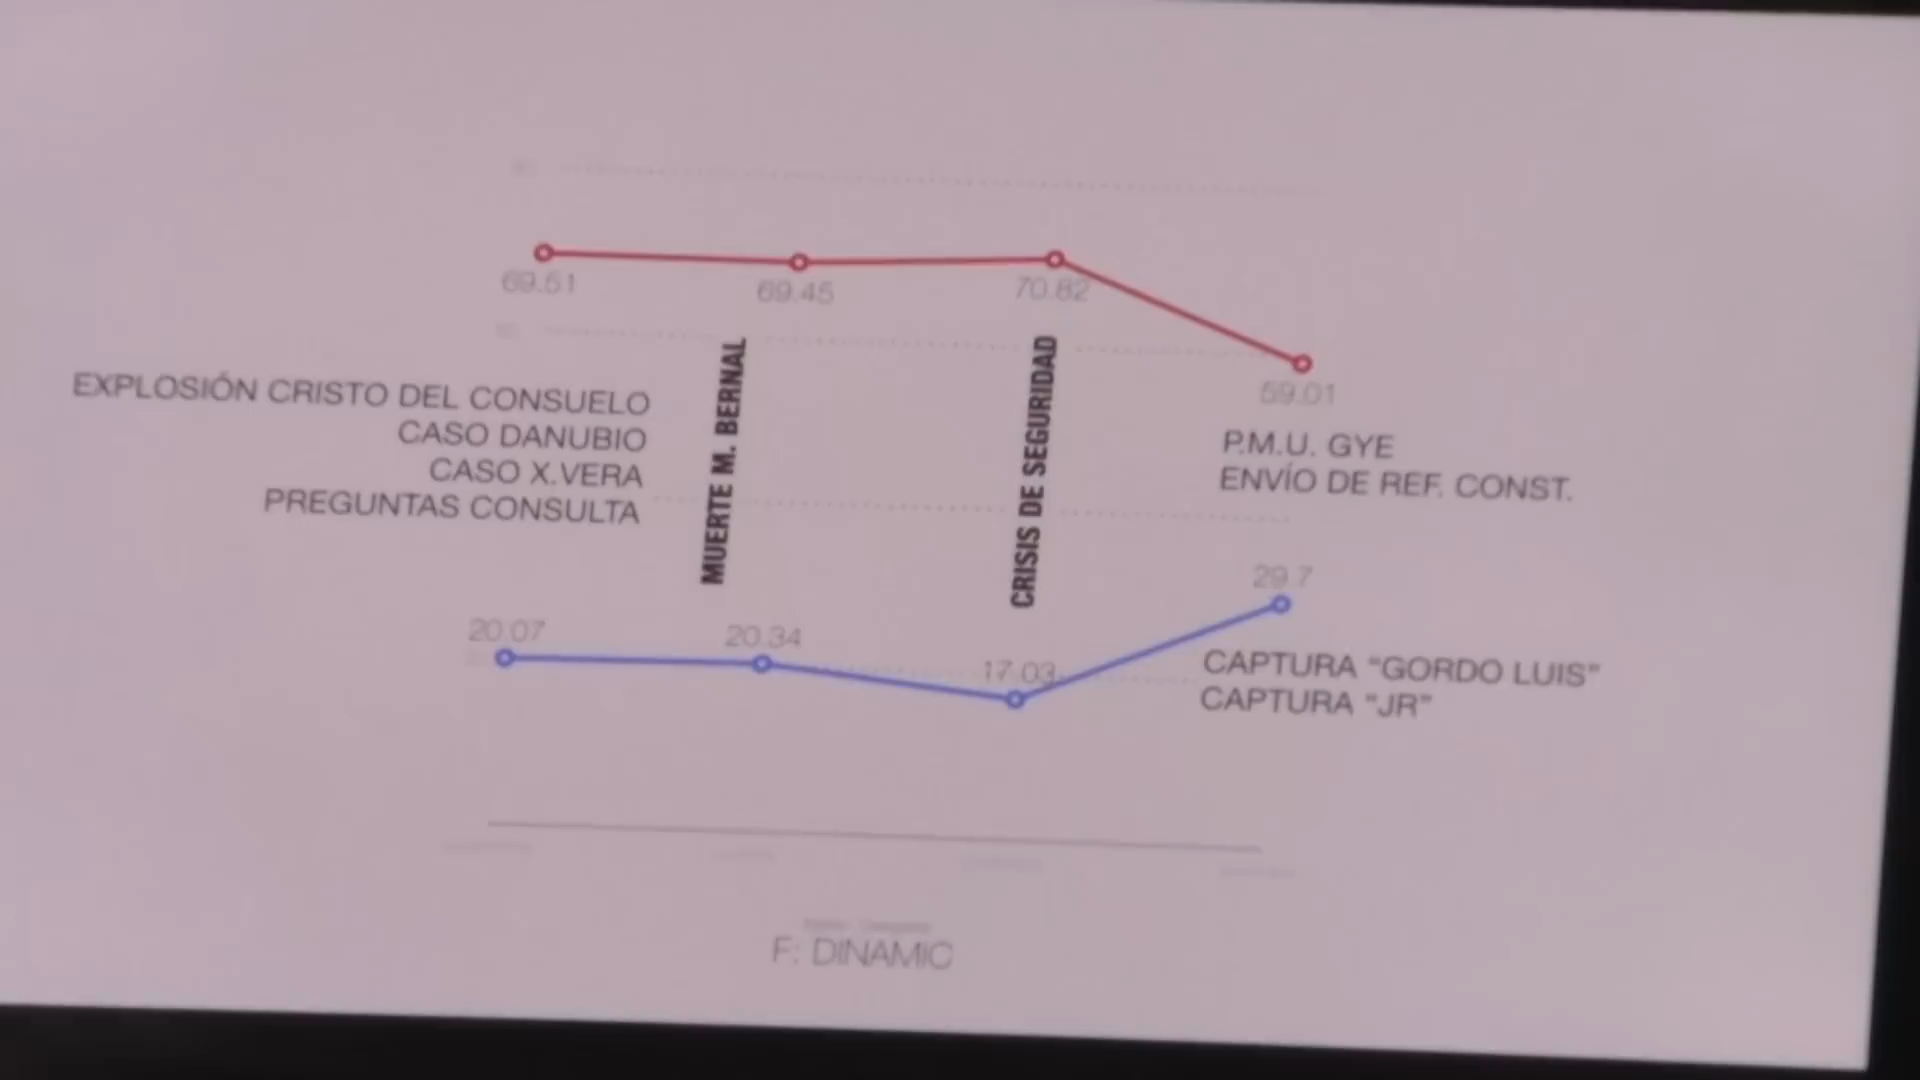 69.51
69.45
70.82
59.01
EXPLOSIÓN CRISTO DEL CONSUELO
CASO DANUBIO
CASO X.VERA
PREGUNTAS CONSULTA
MUERTE M. BERNAL
CRISIS DE SEGURIDAD
P.M.U. GYE
ENVÍO DE REF. CONST.
29.7
20.07
20.34
17.03
CAPTURA "GORDO LUIS"
CAPTURA "JR"
F: DINAMIC